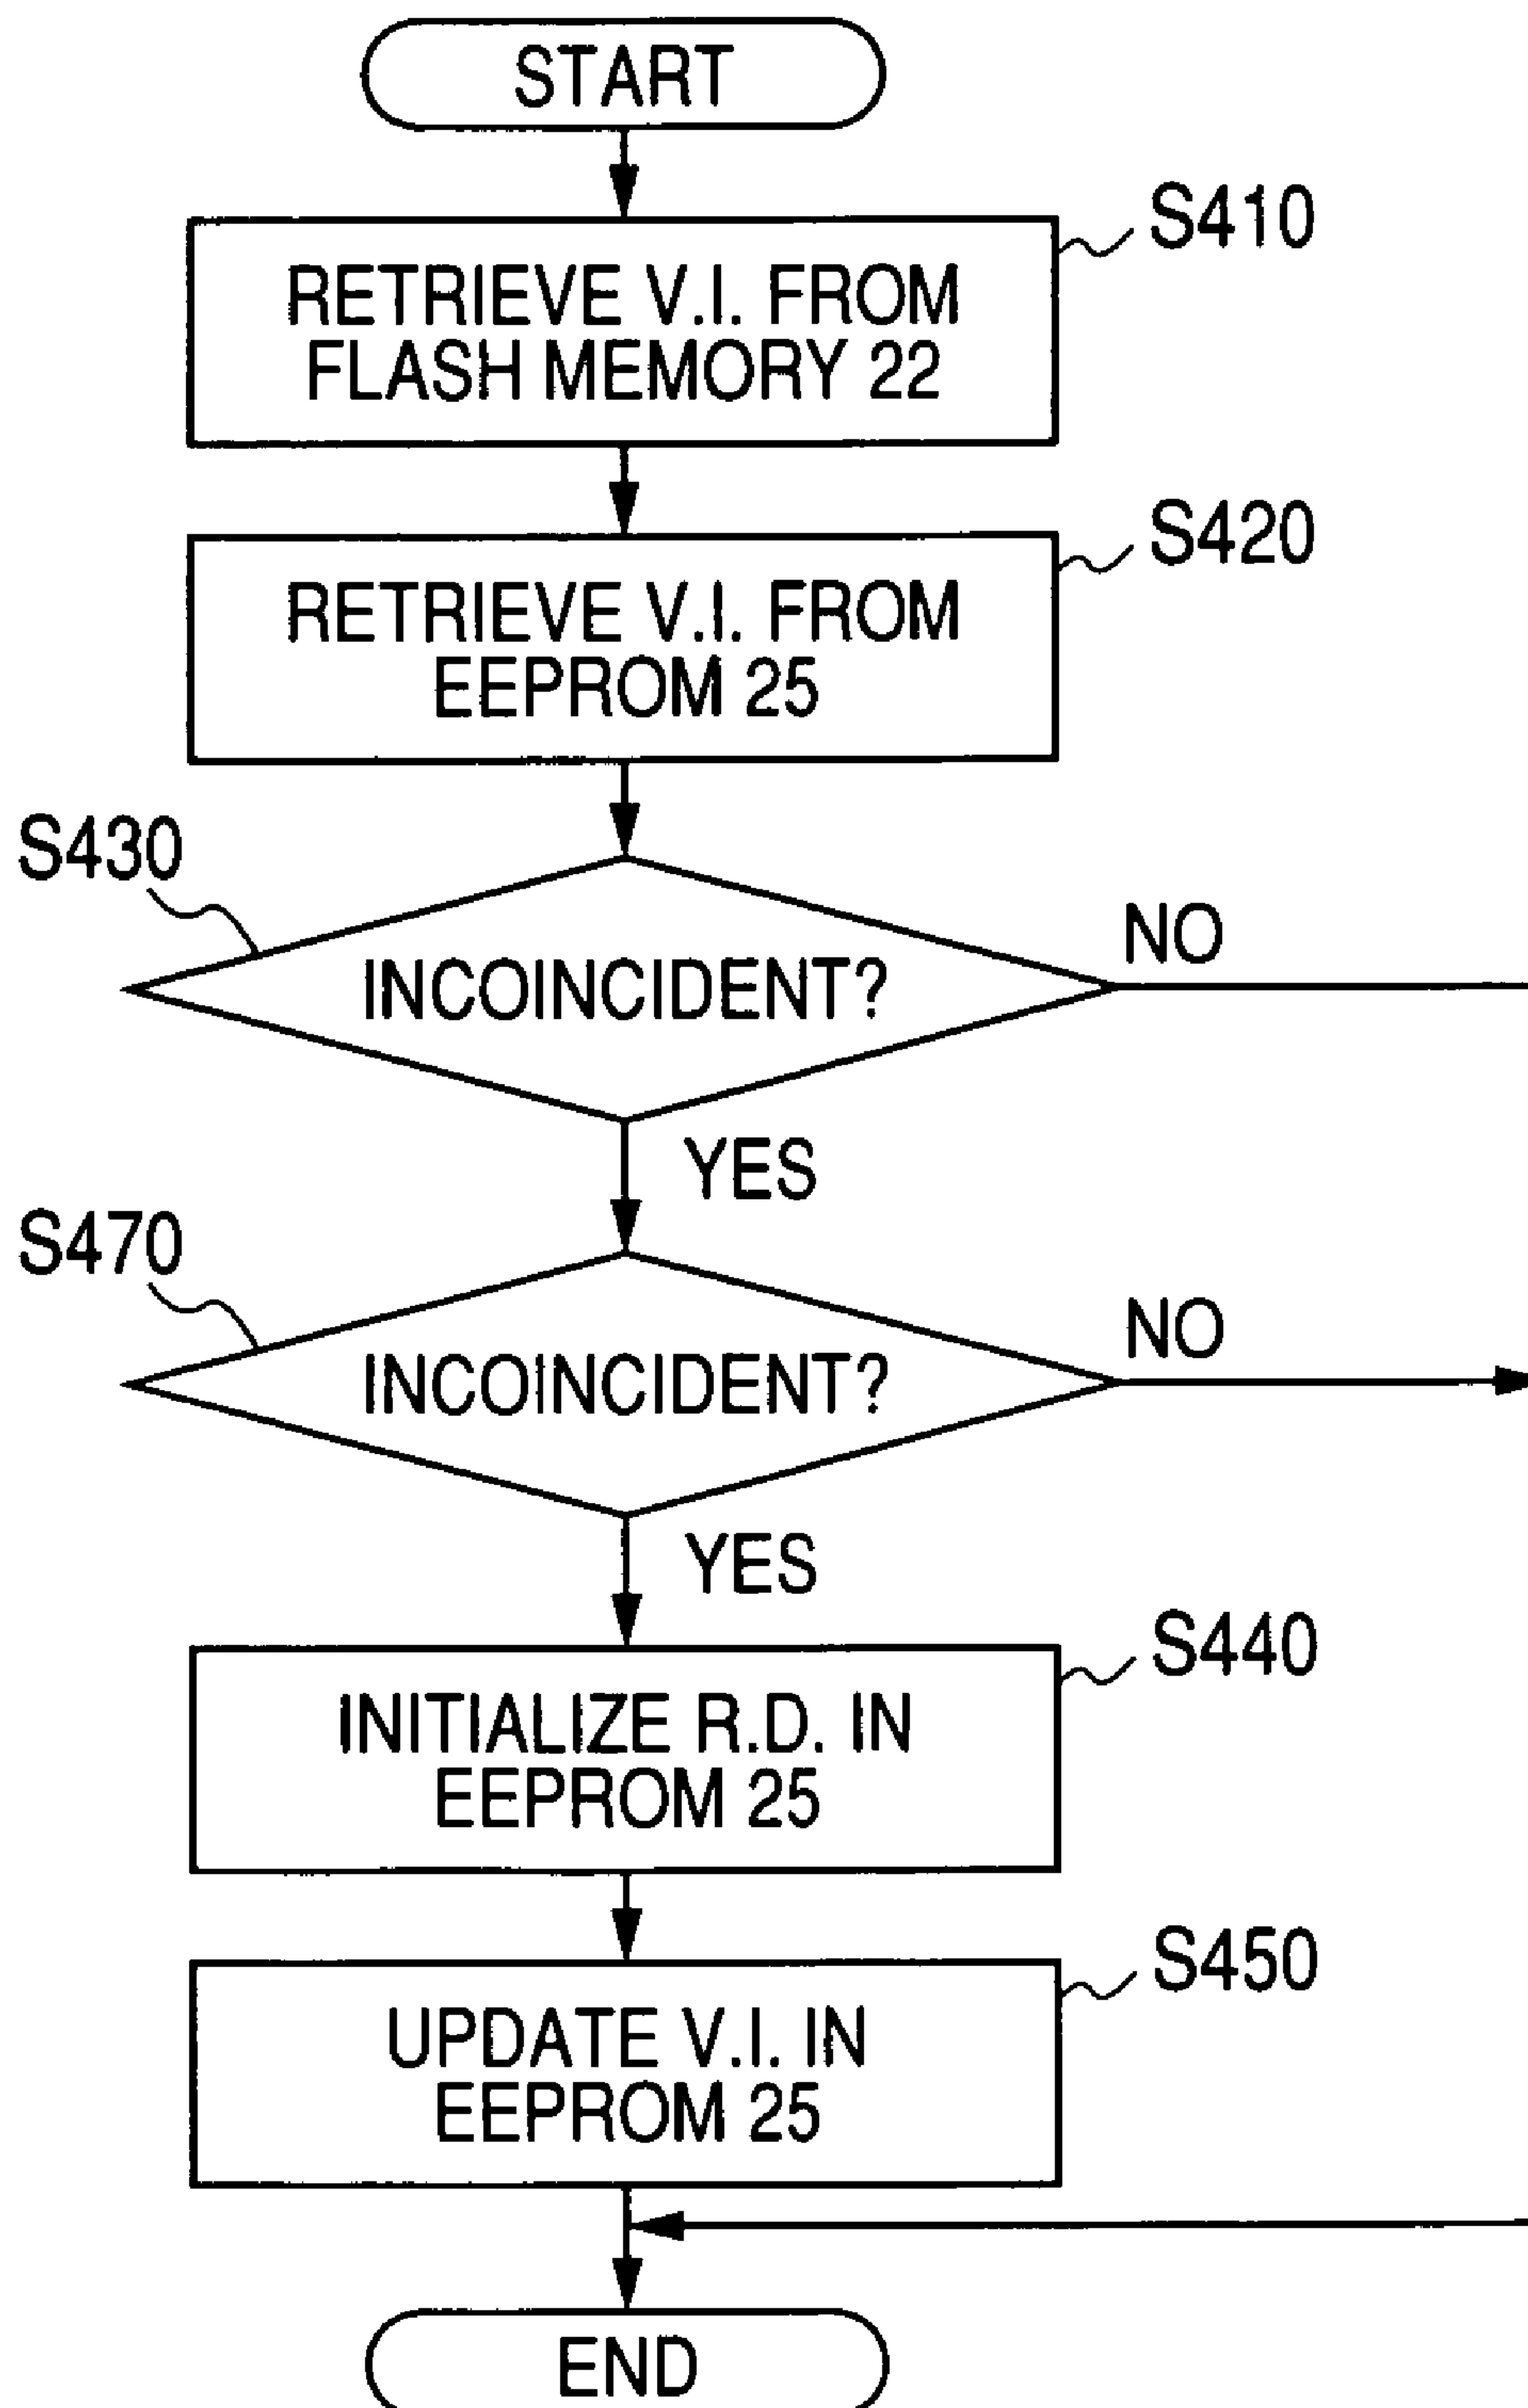 START
S410
RETRIEVE V.I. FROM
FLASH MEMORY 22
S420
RETRIEVE V.I. FROM
EEPROM 25
S430
INCOINCIDENT?
NO
YES
S470
INCOINCIDENT?
NO
YES
S440
INITIALIZE R.D. IN
EEPROM 25
S450
UPDATE V.I. IN
EEPROM 25
END